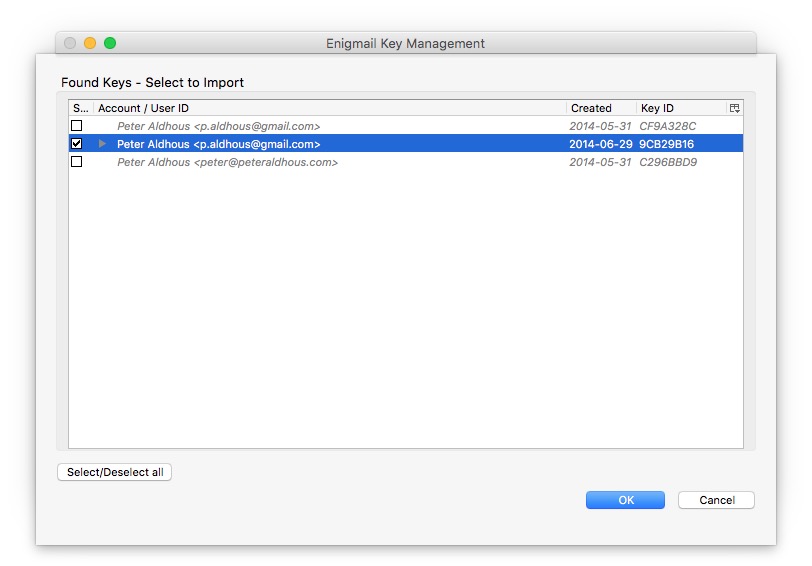 Enigmail Key Management
Found Keys - Select to Import
S... Account / User ID Created Key ID
Peter Aldhous <p.aldhous@gmail.com> 2014-05-31 CF9A328C
Peter Aldhous <p.aldhous@gmail.com> 2014-06-29 9CB29B16
Peter Aldhous <peter@peteraldhous.com> 2014-05-31 C296BBD9
Select/Deselect all
OK Cancel